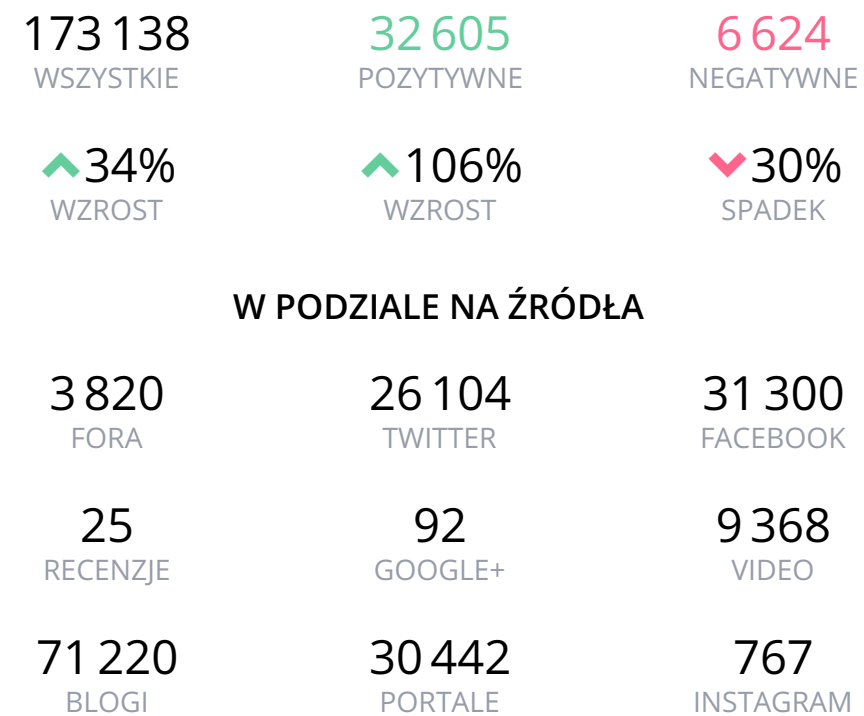 173 138 32 605 6 624
WSZYSTKIE POZYTYWNE NEGATYWNE
34% 106% 30%
WZROST WZROST SPADEK
W PODZIALE NA ŹRÓDŁA
3 820 26 104 31 300
FORA TWITTER FACEBOOK
25 92 9 368
RECENZJE GOOGLE+ VIDEO
71 220 30 442 767
BLOGI PORTALE INSTAGRAM